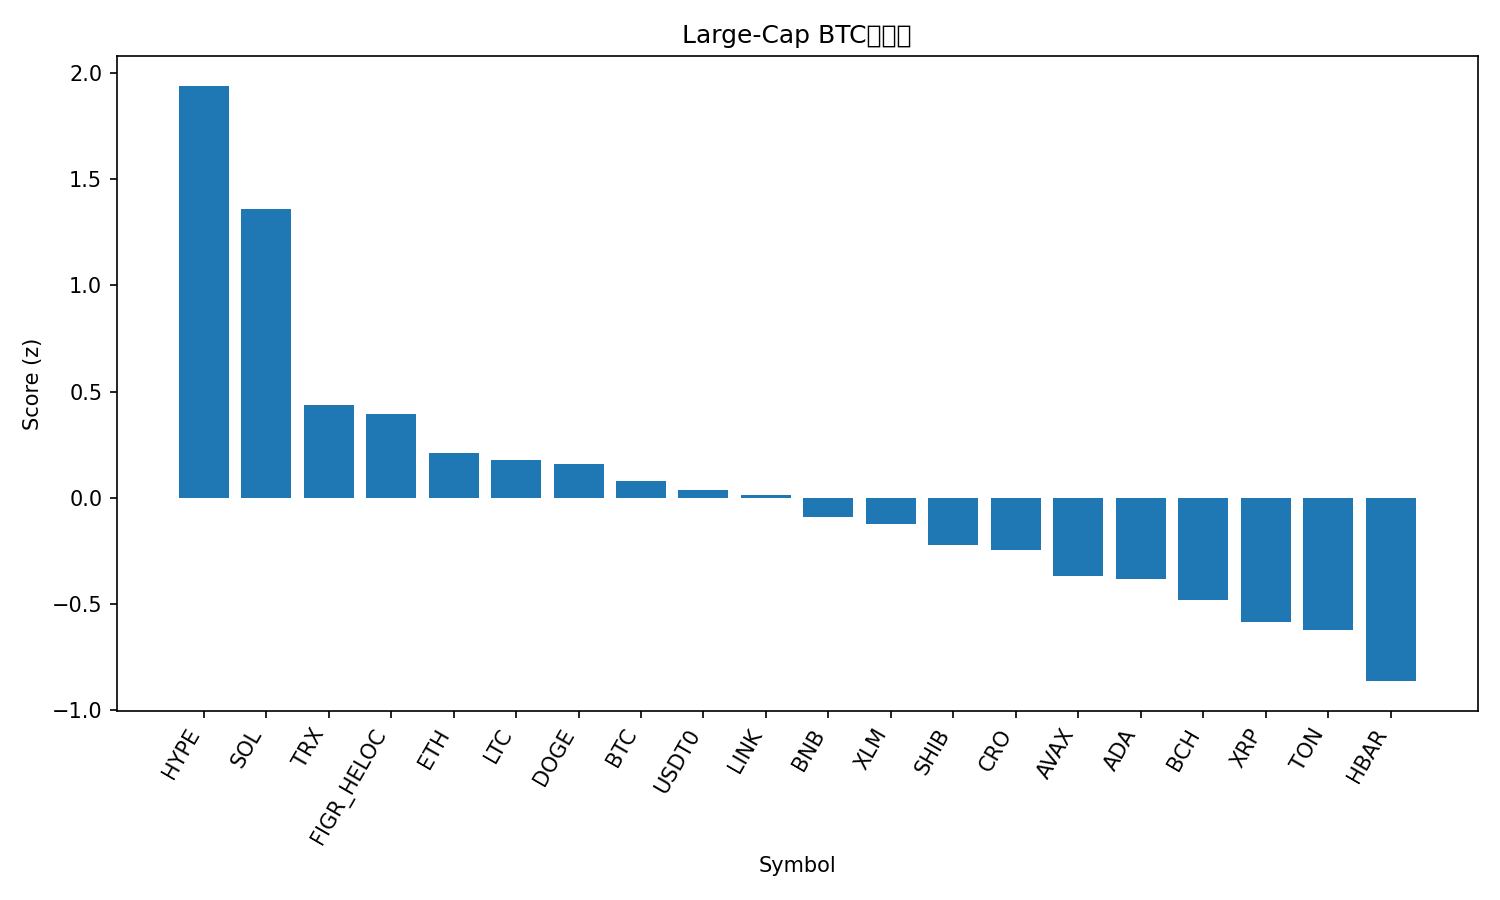 Large-Cap BTC
2.0
1.5
1.0
0.5
0.0
−0.5
−1.0
Score (z)
HYPE
SOL
TRX
FIGR_HELOC
ETH
LTC
DOGE
BTC
USDT0
LINK
BNB
XLM
SHIB
CRO
AVAX
ADA
BCH
XRP
TON
HBAR
Symbol